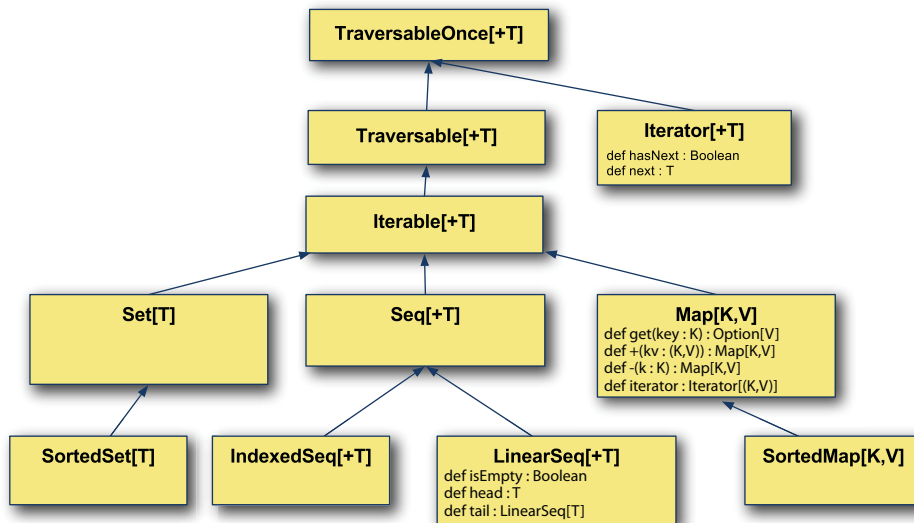 TraversableOnce[+T]
Traversable[+T]
Iterator[+T]
def hasNext : Boolean
def next : T
Iterable[+T]
Set[T]
Seq[+T]
Map[K,V]
def get(key : K) : Option[V]
def +(kv : (K,V)) : Map[K,V]
def -(k : K) : Map[K,V]
def iterator : Iterator[(K,V)]
SortedSet[T]
IndexedSeq[+T]
LinearSeq[+T]
def isEmpty : Boolean
def head : T
def tail : LinearSeq[T]
SortedMap[K,V]